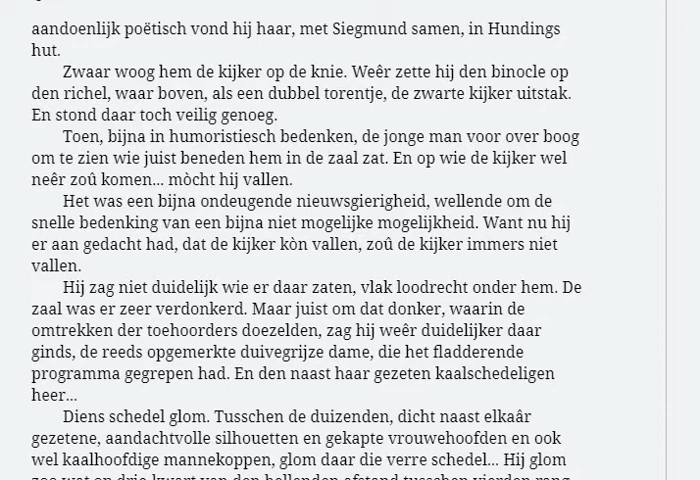 aandoenlijk poëtisch vond hij haar, met Siegmund samen, in Hundings
hut.
Zwaar woog hem de kijker op de knie. Weêr zette hij den binocle op
den richel, waar boven, als een dubbel torentje, de zwarte kijker uitstak.
En stond daar toch veilig genoeg.
Toen, bijna in humoristiesch bedenken, de jonge man voor over boog
om te zien wie juist beneden hem in de zaal zat. En op wie de kijker wel
neêr zoû komen... mòcht hij vallen.
Het was een bijna ondeugende nieuwsgierigheid, wellende om de
snelle bedenking van een bijna niet mogelijke mogelijkheid. Want nu hij
er aan gedacht had, dat de kijker kòn vallen, zoû de kijker immers niet
vallen.
Hij zag niet duidelijk wie er daar zaten, vlak loodrecht onder hem. De
zaal was er zeer verdonkerd. Maar juist om dat donker, waarin de
omtrekken der toehoorders doezelden, zag hij weêr duidelijker daar
ginds, de reeds opgemerkte duivegrijze dame, die het fladderende
programma gegrepen had. En den naast haar gezeten kaalschedeligen
heer...
Diens schedel glom. Tusschen de duizenden, dicht naast elkaâr
gezetene, aandachtvolle silhouetten en gekapte vrouwehoofden en ook
wel kaalhoofdige mannekoppen, glom daar die verre schedel... Hij glom